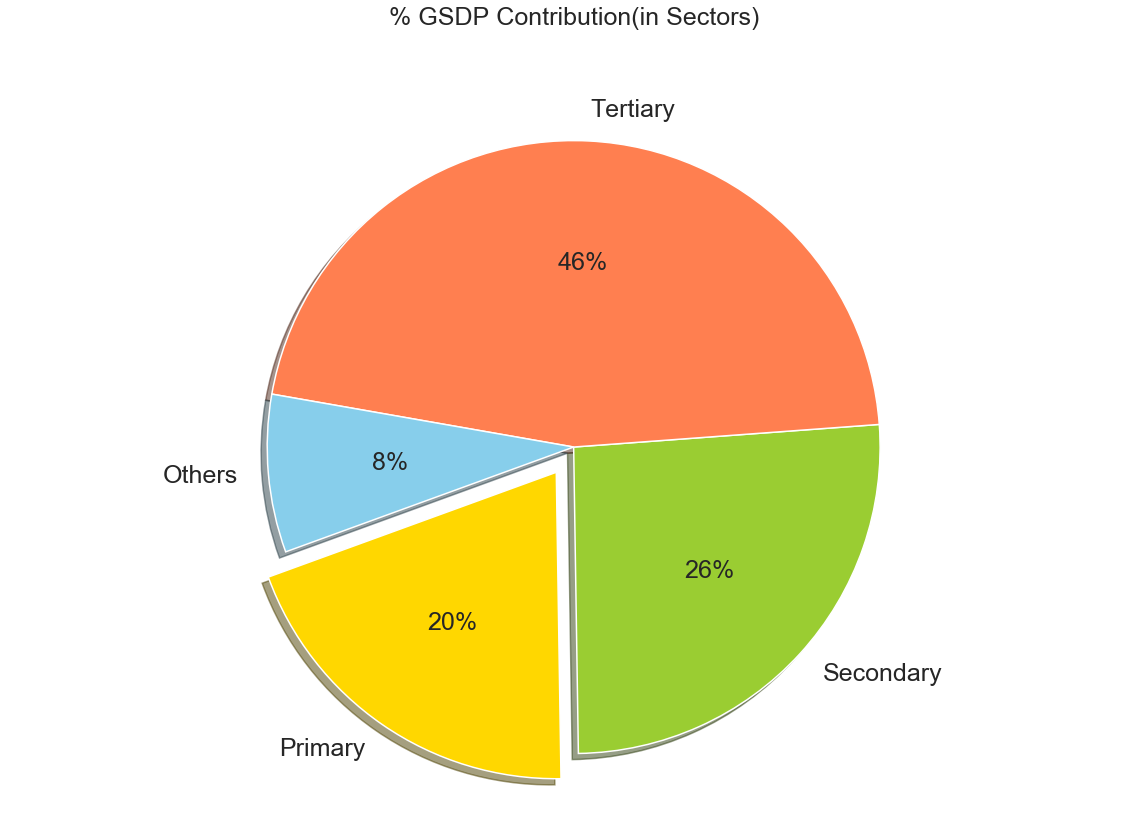 % GSDP Contribution(in Sectors)
Tertiary
46%
Others
8%
26%
20%
Secondary
Primary